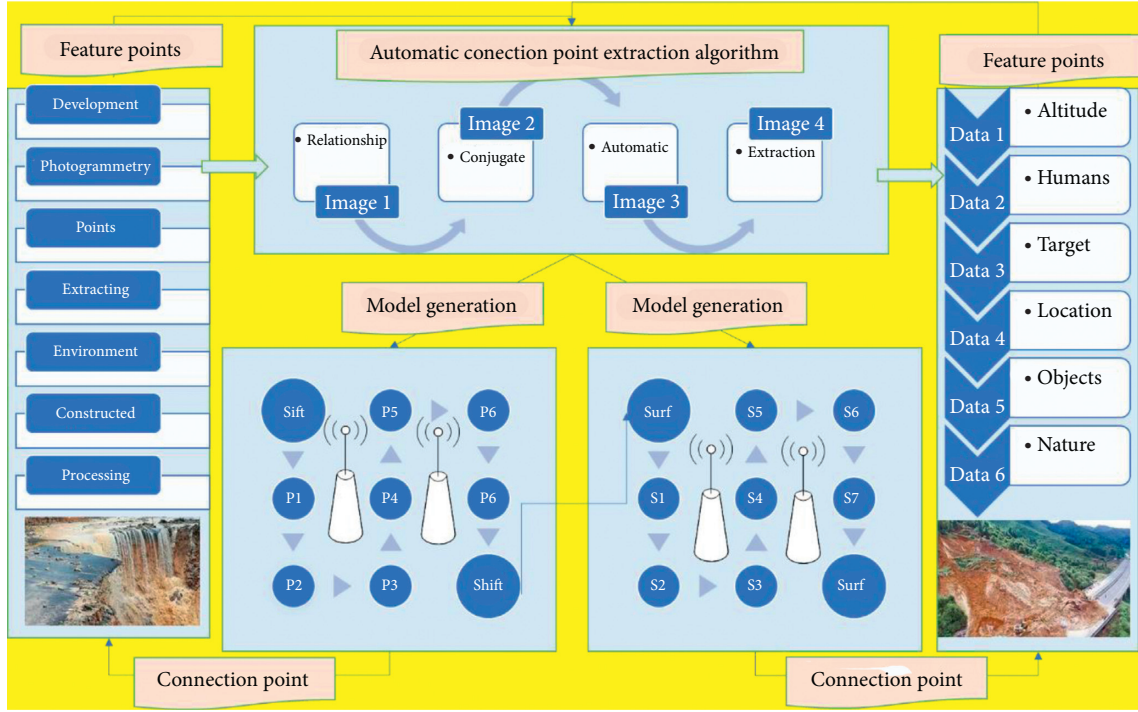 Feature points
Development
Photogrammetry
Points
Extracting
Environment
Constructed
Processing
Automatic conection point extraction algorithm
• Relationship
Image 1
Image 2
• Conjugate
• Automatic
Image 3
Image 4
• Extraction
Feature points
Data 1
• Altitude
Data 2
• Humans
Data 3
• Target
Data 4
• Location
Data 5
• Objects
Data 6
• Nature
Model generation
Sift
P5
P6
P1
P4
P6
P2
P3
Shift
Model generation
Surf
S5
S6
S1
S4
S7
S2
S3
Surf
Connection point
Connection point